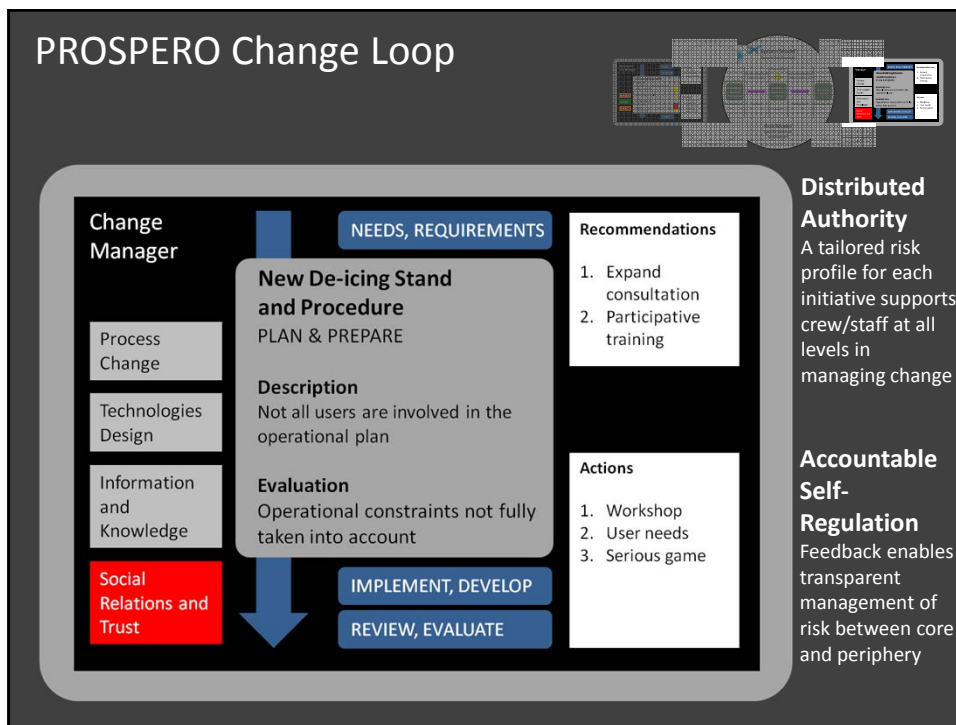 PROSPERO Change Loop
Change
Manager
Process
Change
Technologies
Design
Information
and
Knowledge
Social
Relations and
Trust
NEEDS, REQUIREMENTS
New De-icing Stand
and Procedure
PLAN & PREPARE
Description
Not all users are involved in the
operational plan
Evaluation
Operational constraints not fully
taken into account
IMPLEMENT, DEVELOP
REVIEW, EVALUATE
Recommendations
1. Expand
consultation
2. Participative
training
Actions
1. Workshop
2. User needs
3. Serious game
Distributed
Authority
A tailored risk
profile for each
initiative supports
crew/staff at all
levels in
managing change
Accountable
Self-
Regulation
Feedback enables
transparent
management of
risk between core
and periphery